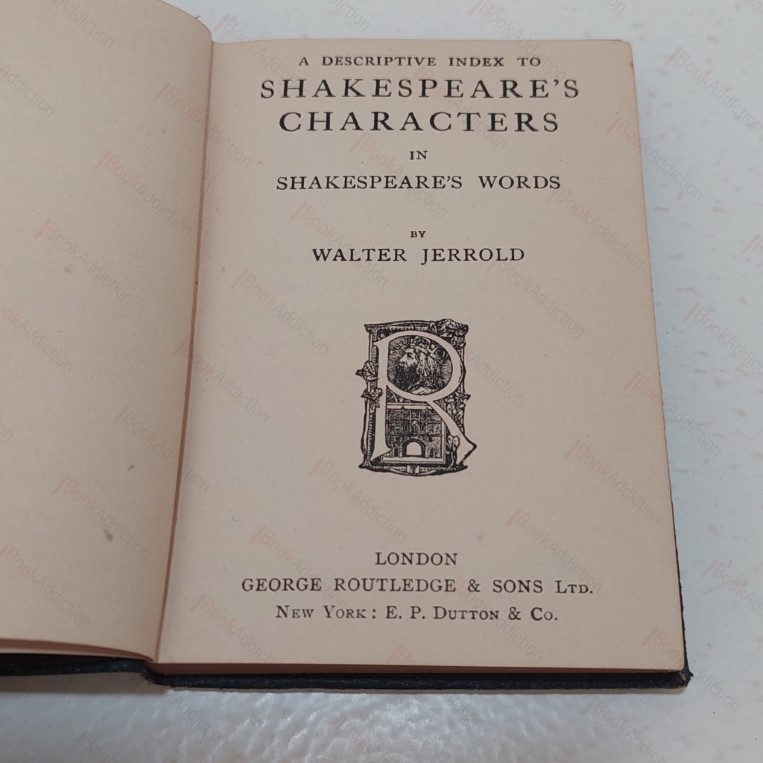 A DESCRIPTIVE INDEX TO
SHAKESPEARE'S
CHARACTERS
IN
SHAKESPEARE'S WORDS
BY
WALTER JERROLD
R
LONDON
GEORGE ROUTLEDGE & SONS LTD.
NEW YORK: E. P. DUTTON & CO.
BookAddiction